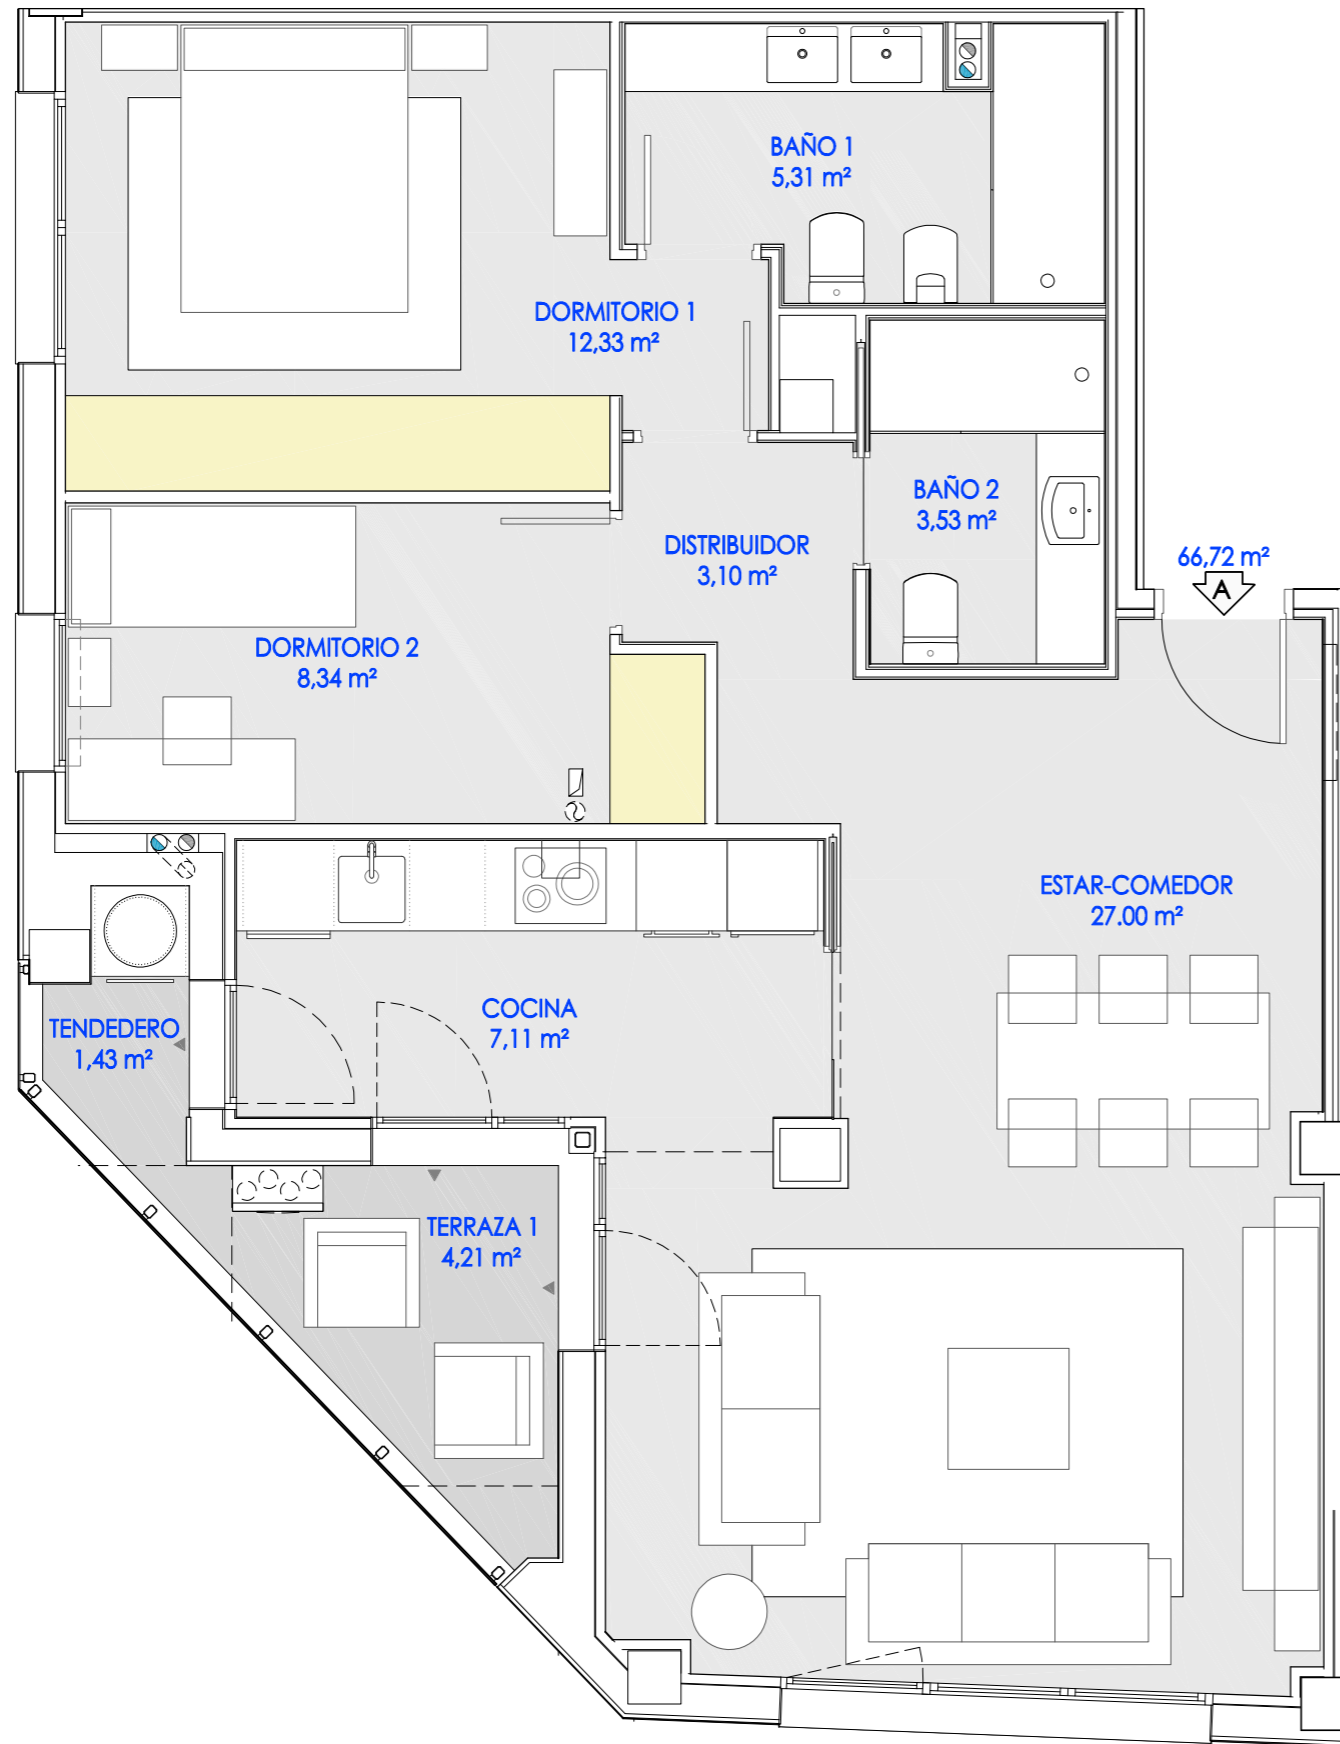 BAÑO 1
5,31 m²
DORMITORIO 1
12,33 m²
BAÑO 2
3,53 m²
DISTRIBUIDOR
3,10 m²
66,72 m²
A
DORMITORIO 2
8,34 m²
ESTAR-COMEDOR
27.00 m²
COCINA
7,11 m²
TENDEDERO
1,43 m²
TERRAZA 1
4,21 m²